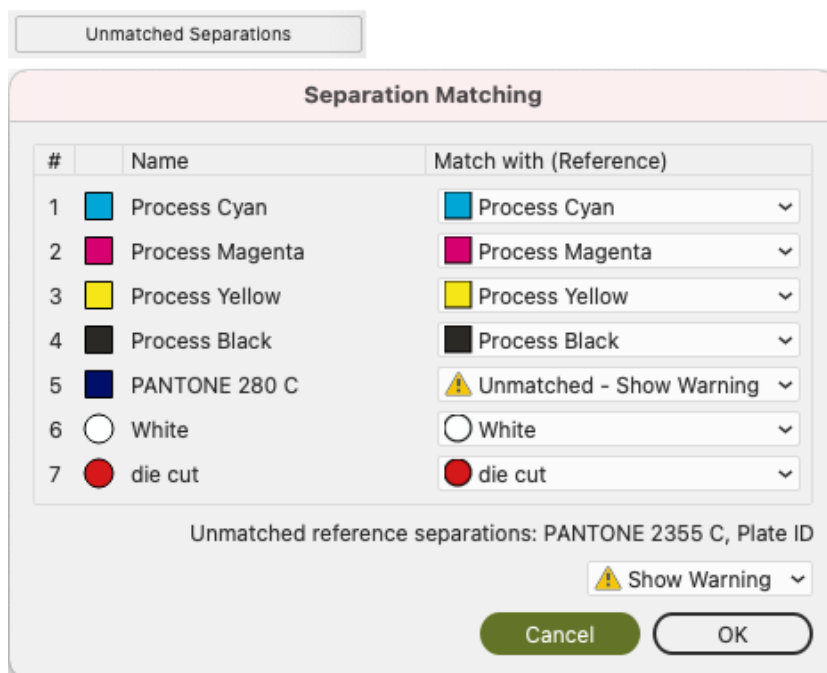 Unmatched Separations
Separation Matching
# Name Match with (Reference)
1 Process Cyan Process Cyan
2 Process Magenta Process Magenta
3 Process Yellow Process Yellow
4 Process Black Process Black
5 PANTONE 280 C Unmatched - Show Warning
6 White White
7 die cut die cut
Unmatched reference separations: PANTONE 2355 C, Plate ID
Show Warning
Cancel OK